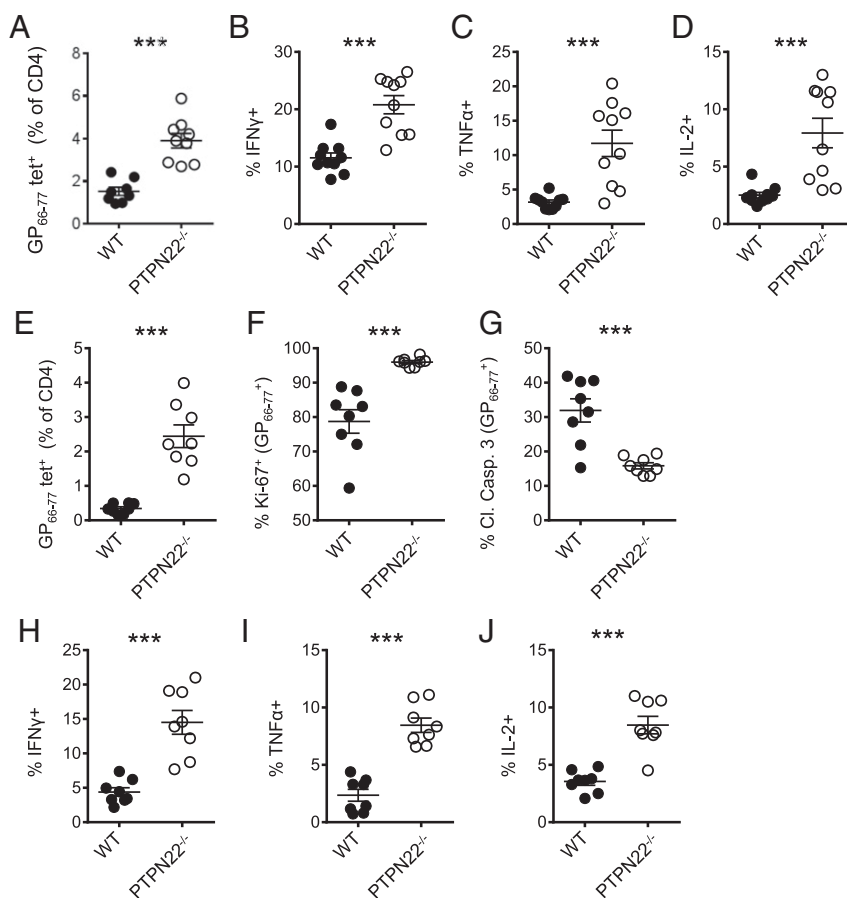 A
***
GP66-77 tet+ (% of CD4)
8
6
4
2
0
WT
PTPN22-/-
B
***
% IFNγ+
30
20
10
0
WT
PTPN22-/-
C
***
% TNFα+
25
20
15
10
5
0
WT
PTPN22-/-
D
***
% IL-2+
15
10
5
0
WT
PTPN22-/-
E
***
GP66-77 tet+ (% of CD4)
5
4
3
2
1
0
WT
PTPN22-/-
F
***
% Ki-67+ (GP66-77+)
100
90
80
70
60
50
WT
PTPN22-/-
G
***
% Cl. Casp. 3 (GP66-77+)
50
40
30
20
10
0
WT
PTPN22-/-
H
***
% IFNγ+
25
20
15
10
5
0
WT
PTPN22-/-
I
***
% TNFα+
15
10
5
0
WT
PTPN22-/-
J
***
% IL-2+
15
10
5
0
WT
PTPN22-/-